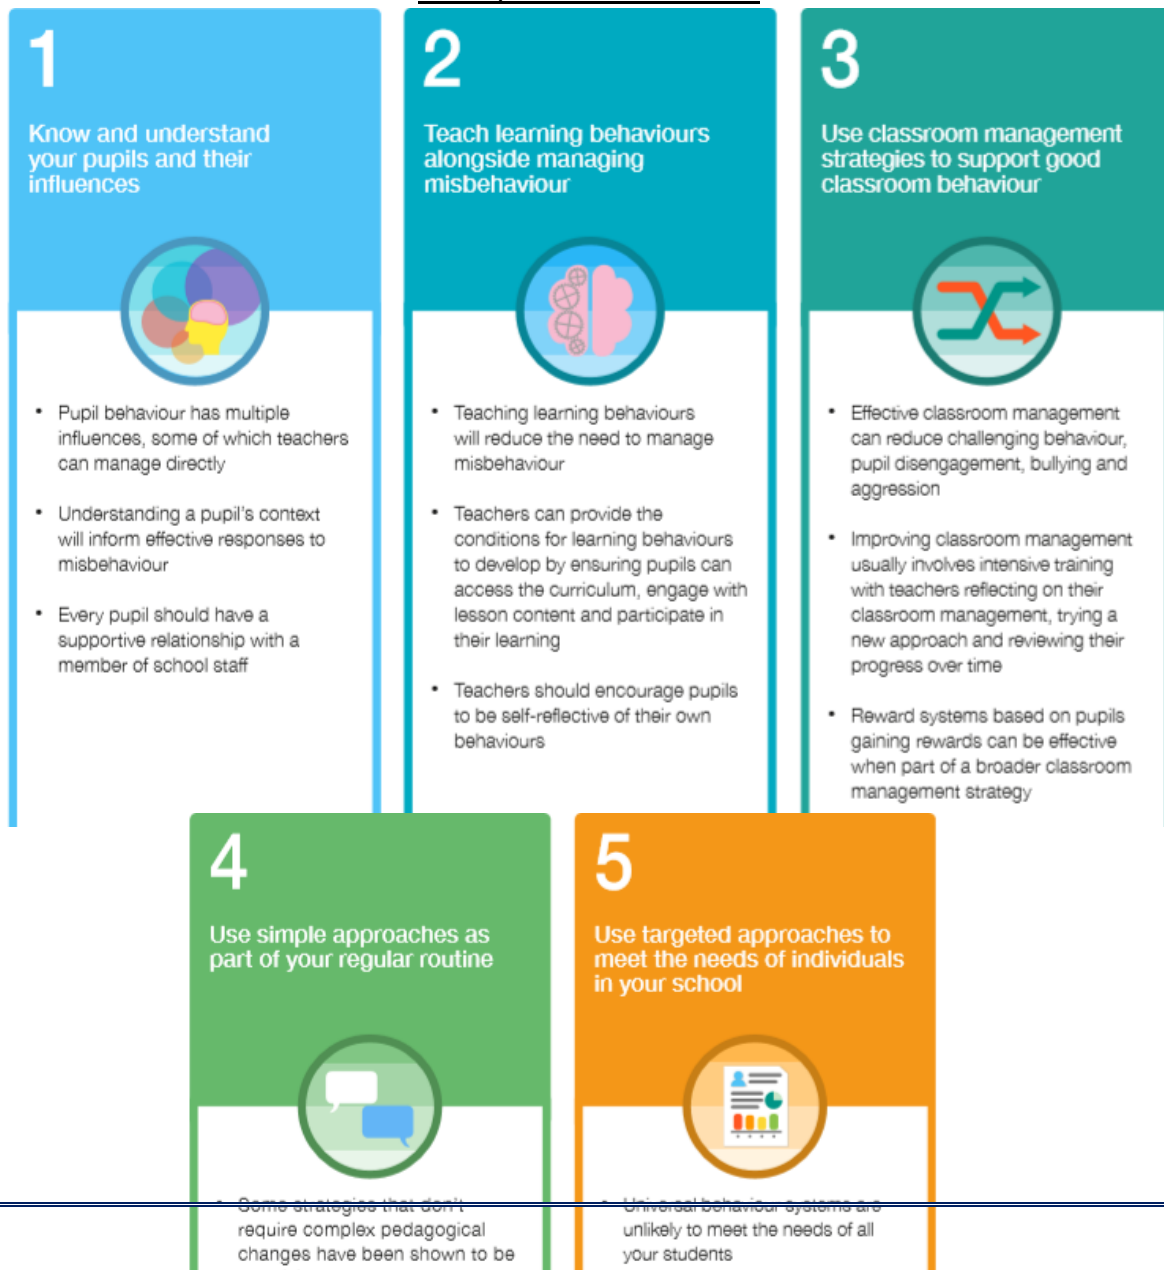 1
Know and understand
your pupils and their
influences
• Pupil behaviour has multiple
influences, some of which teachers
can manage directly
• Understanding a pupil's context
will inform effective responses to
misbehaviour
• Every pupil should have a
supportive relationship with a
member of school staff
2
Teach learning behaviours
alongside managing
misbehaviour
• Teaching learning behaviours
will reduce the need to manage
misbehaviour
• Teachers can provide the
conditions for learning behaviours
to develop by ensuring pupils can
access the curriculum, engage with
lesson content and participate in
their learning
• Teachers should encourage pupils
to be self-reflective of their own
behaviours
3
Use classroom management
strategies to support good
classroom behaviour
• Effective classroom management
can reduce challenging behaviour,
pupil disengagement, bullying and
aggression
• Improving classroom management
usually involves intensive training
with teachers reflecting on their
classroom management, trying a
new approach and reviewing their
progress over time
• Reward systems based on pupils
gaining rewards can be effective
when part of a broader classroom
management strategy
4
Use simple approaches as
part of your regular routine
• Some strategies that don't
require complex pedagogical
changes have been shown to be
5
Use targeted approaches to
meet the needs of individuals
in your school
• Universal behaviour systems are
unlikely to meet the needs of all
your students